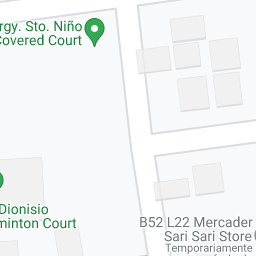 rgy. Sto. Niño
Covered Court
Dionisio
minton Court
B52 L22 Mercader
Sari Sari Store
Temporariamente